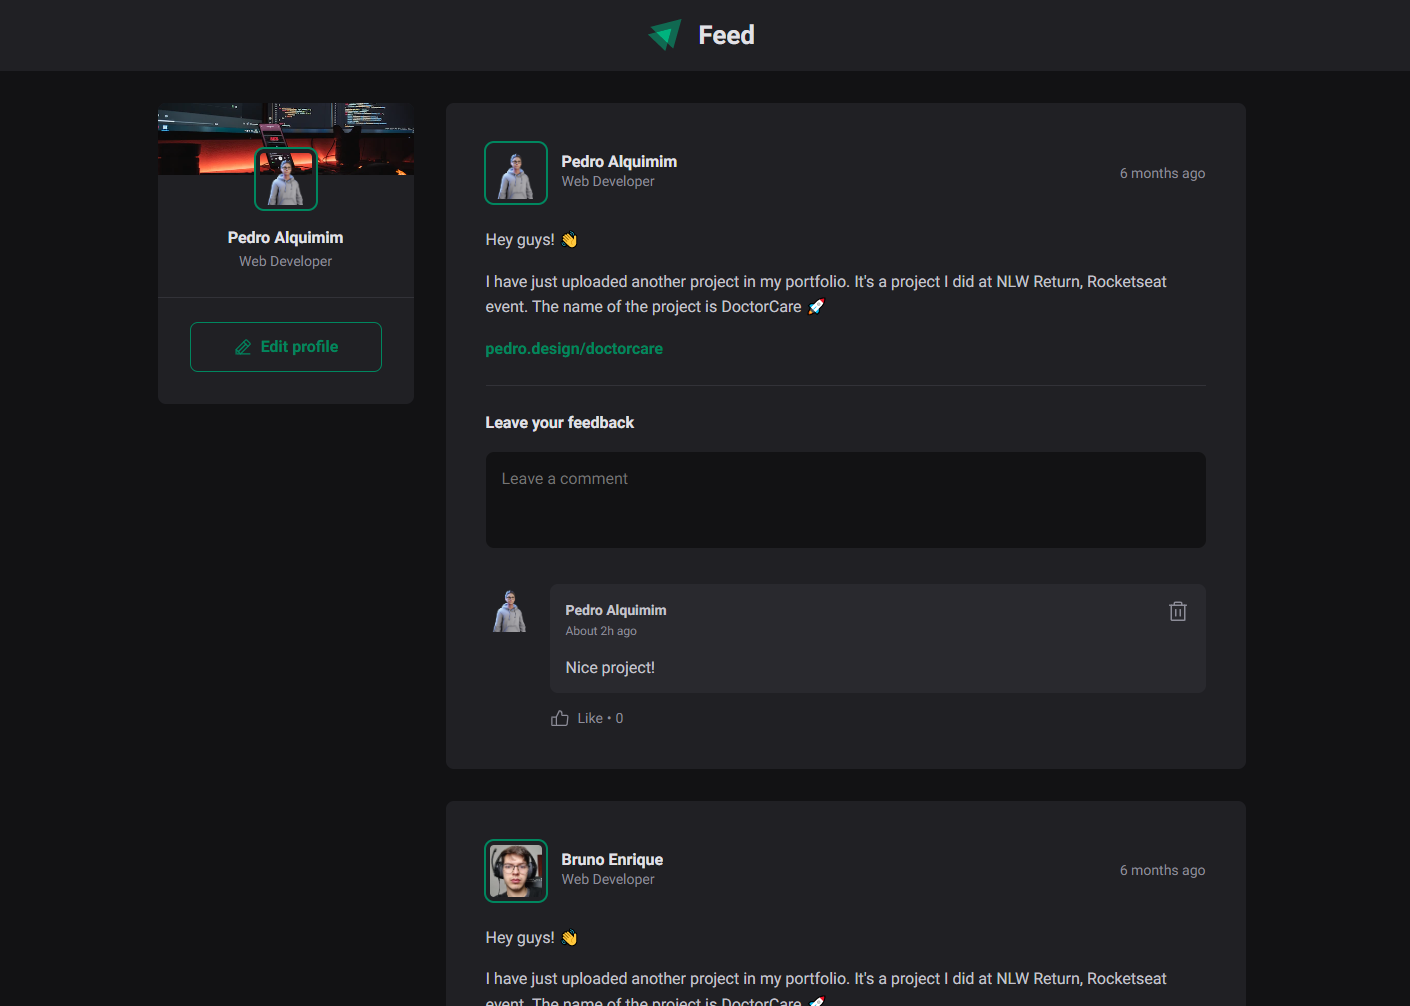 Feed
Pedro Alquimim
Web Developer
Edit profile
Pedro Alquimim
Web Developer
6 months ago
Hey guys! 👋
I have just uploaded another project in my portfolio. It's a project I did at NLW Return, Rocketseat
event. The name of the project is DoctorCare 🚀
pedro.design/doctorcare
Leave your feedback
Leave a comment
Pedro Alquimim
About 2h ago
Nice project!
Like • 0
Bruno Enrique
Web Developer
6 months ago
Hey guys! 👋
I have just uploaded another project in my portfolio. It's a project I did at NLW Return, Rocketseat
event. The name of the project is DoctorCare 🚀